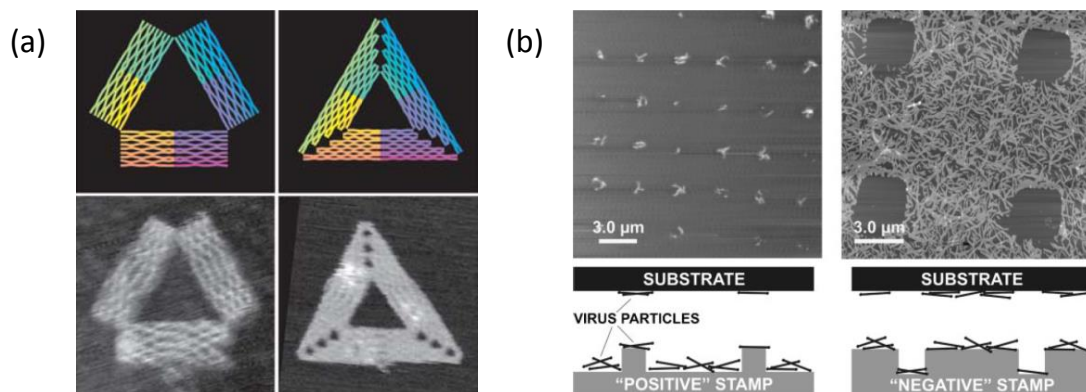 (a)
(b)
3.0 μm
3.0 μm
SUBSTRATE
SUBSTRATE
VIRUS PARTICLES
"POSITIVE" STAMP
"NEGATIVE" STAMP